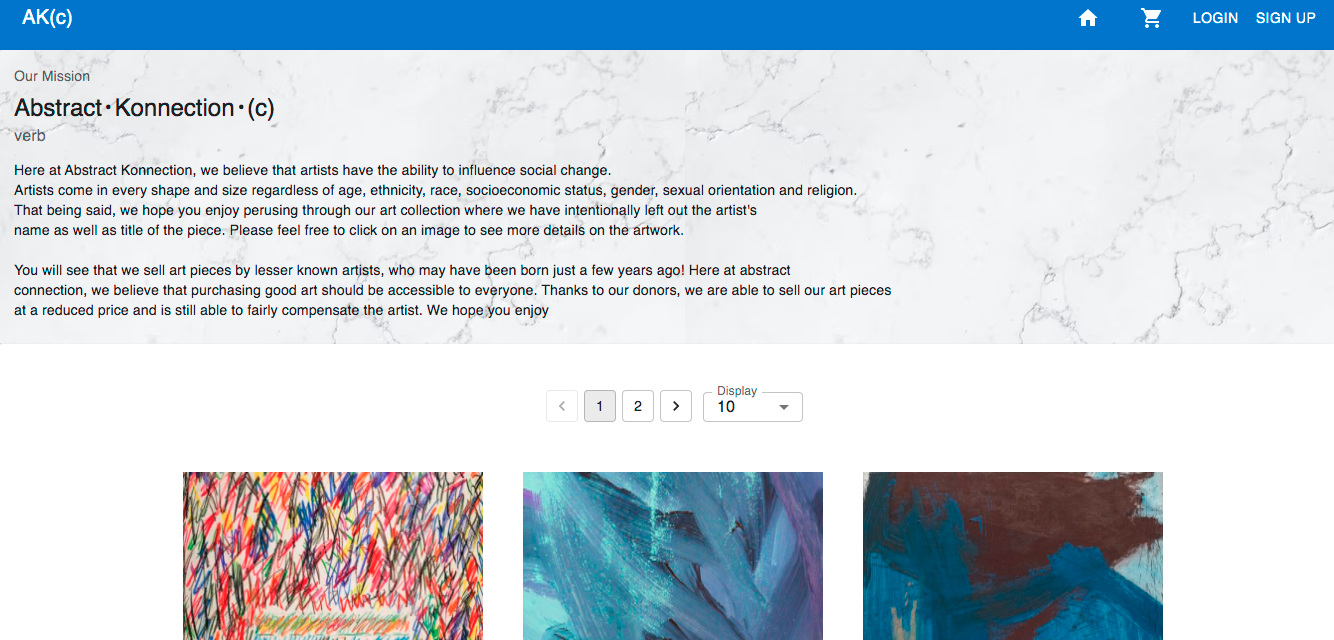 AK(c)
LOGIN SIGN UP
Our Mission
Abstract·Konnection·(c)
verb
Here at Abstract Konnection, we believe that artists have the ability to influence social change.
Artists come in every shape and size regardless of age, ethnicity, race, socioeconomic status, gender, sexual orientation and religion.
That being said, we hope you enjoy perusing through our art collection where we have intentionally left out the artist's
name as well as title of the piece. Please feel free to click on an image to see more details on the artwork.
You will see that we sell art pieces by lesser known artists, who may have been born just a few years ago! Here at abstract
connection, we believe that purchasing good art should be accessible to everyone. Thanks to our donors, we are able to sell our art pieces
at a reduced price and is still able to fairly compensate the artist. We hope you enjoy
Display
1 2 10